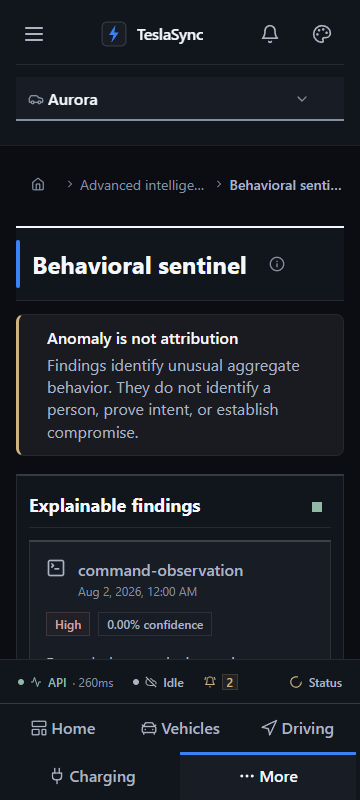 TeslaSync
Aurora
Advanced intellige... Behavioral senti...
Behavioral sentinel
Anomaly is not attribution
Findings identify unusual aggregate
behavior. They do not identify a
person, prove intent, or establish
compromise.
Explainable findings
command-observation
Aug 2, 2026, 12:00 AM
High 0.00% confidence
API · 260ms Idle 2 Status
Home Vehicles Driving
Charging More